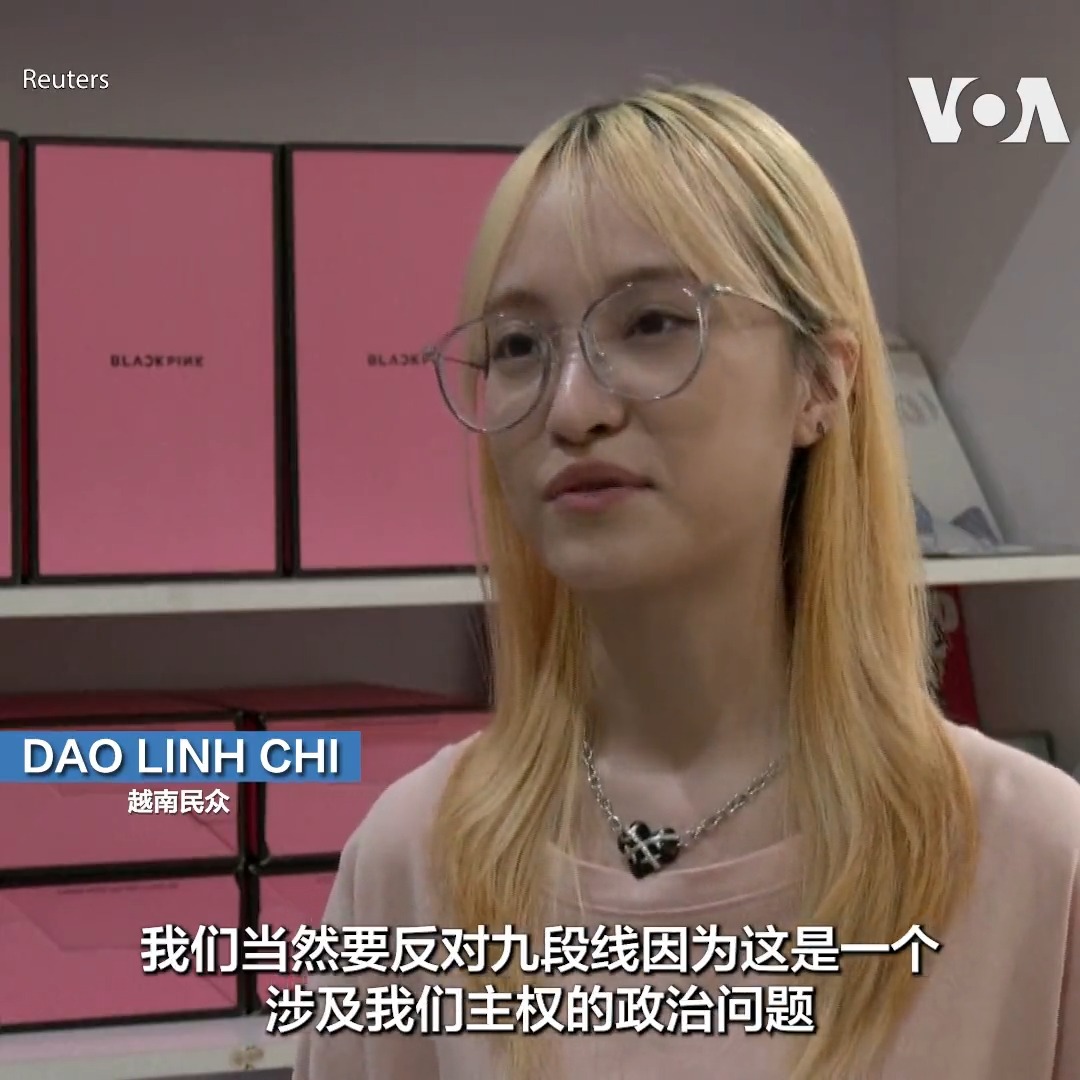 Reuters
VOA
BLACKPINK
BLACKP
DAO LINH CHI
越南民众
我们当然要反对九段线因为这是一个
涉及我们主权的政治问题